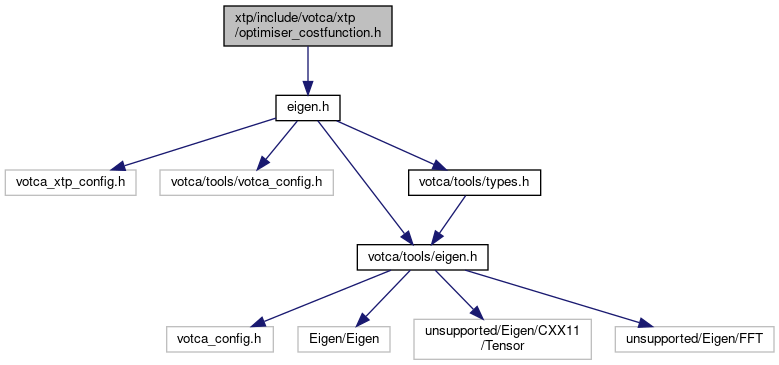 xtp/include/votca/xtp
/optimiser_costfunction.h
eigen.h
votca_xtp_config.h
votca/tools/votca_config.h
votca/tools/types.h
votca/tools/eigen.h
votca_config.h
Eigen/Eigen
unsupported/Eigen/CXX11
/Tensor
unsupported/Eigen/FFT